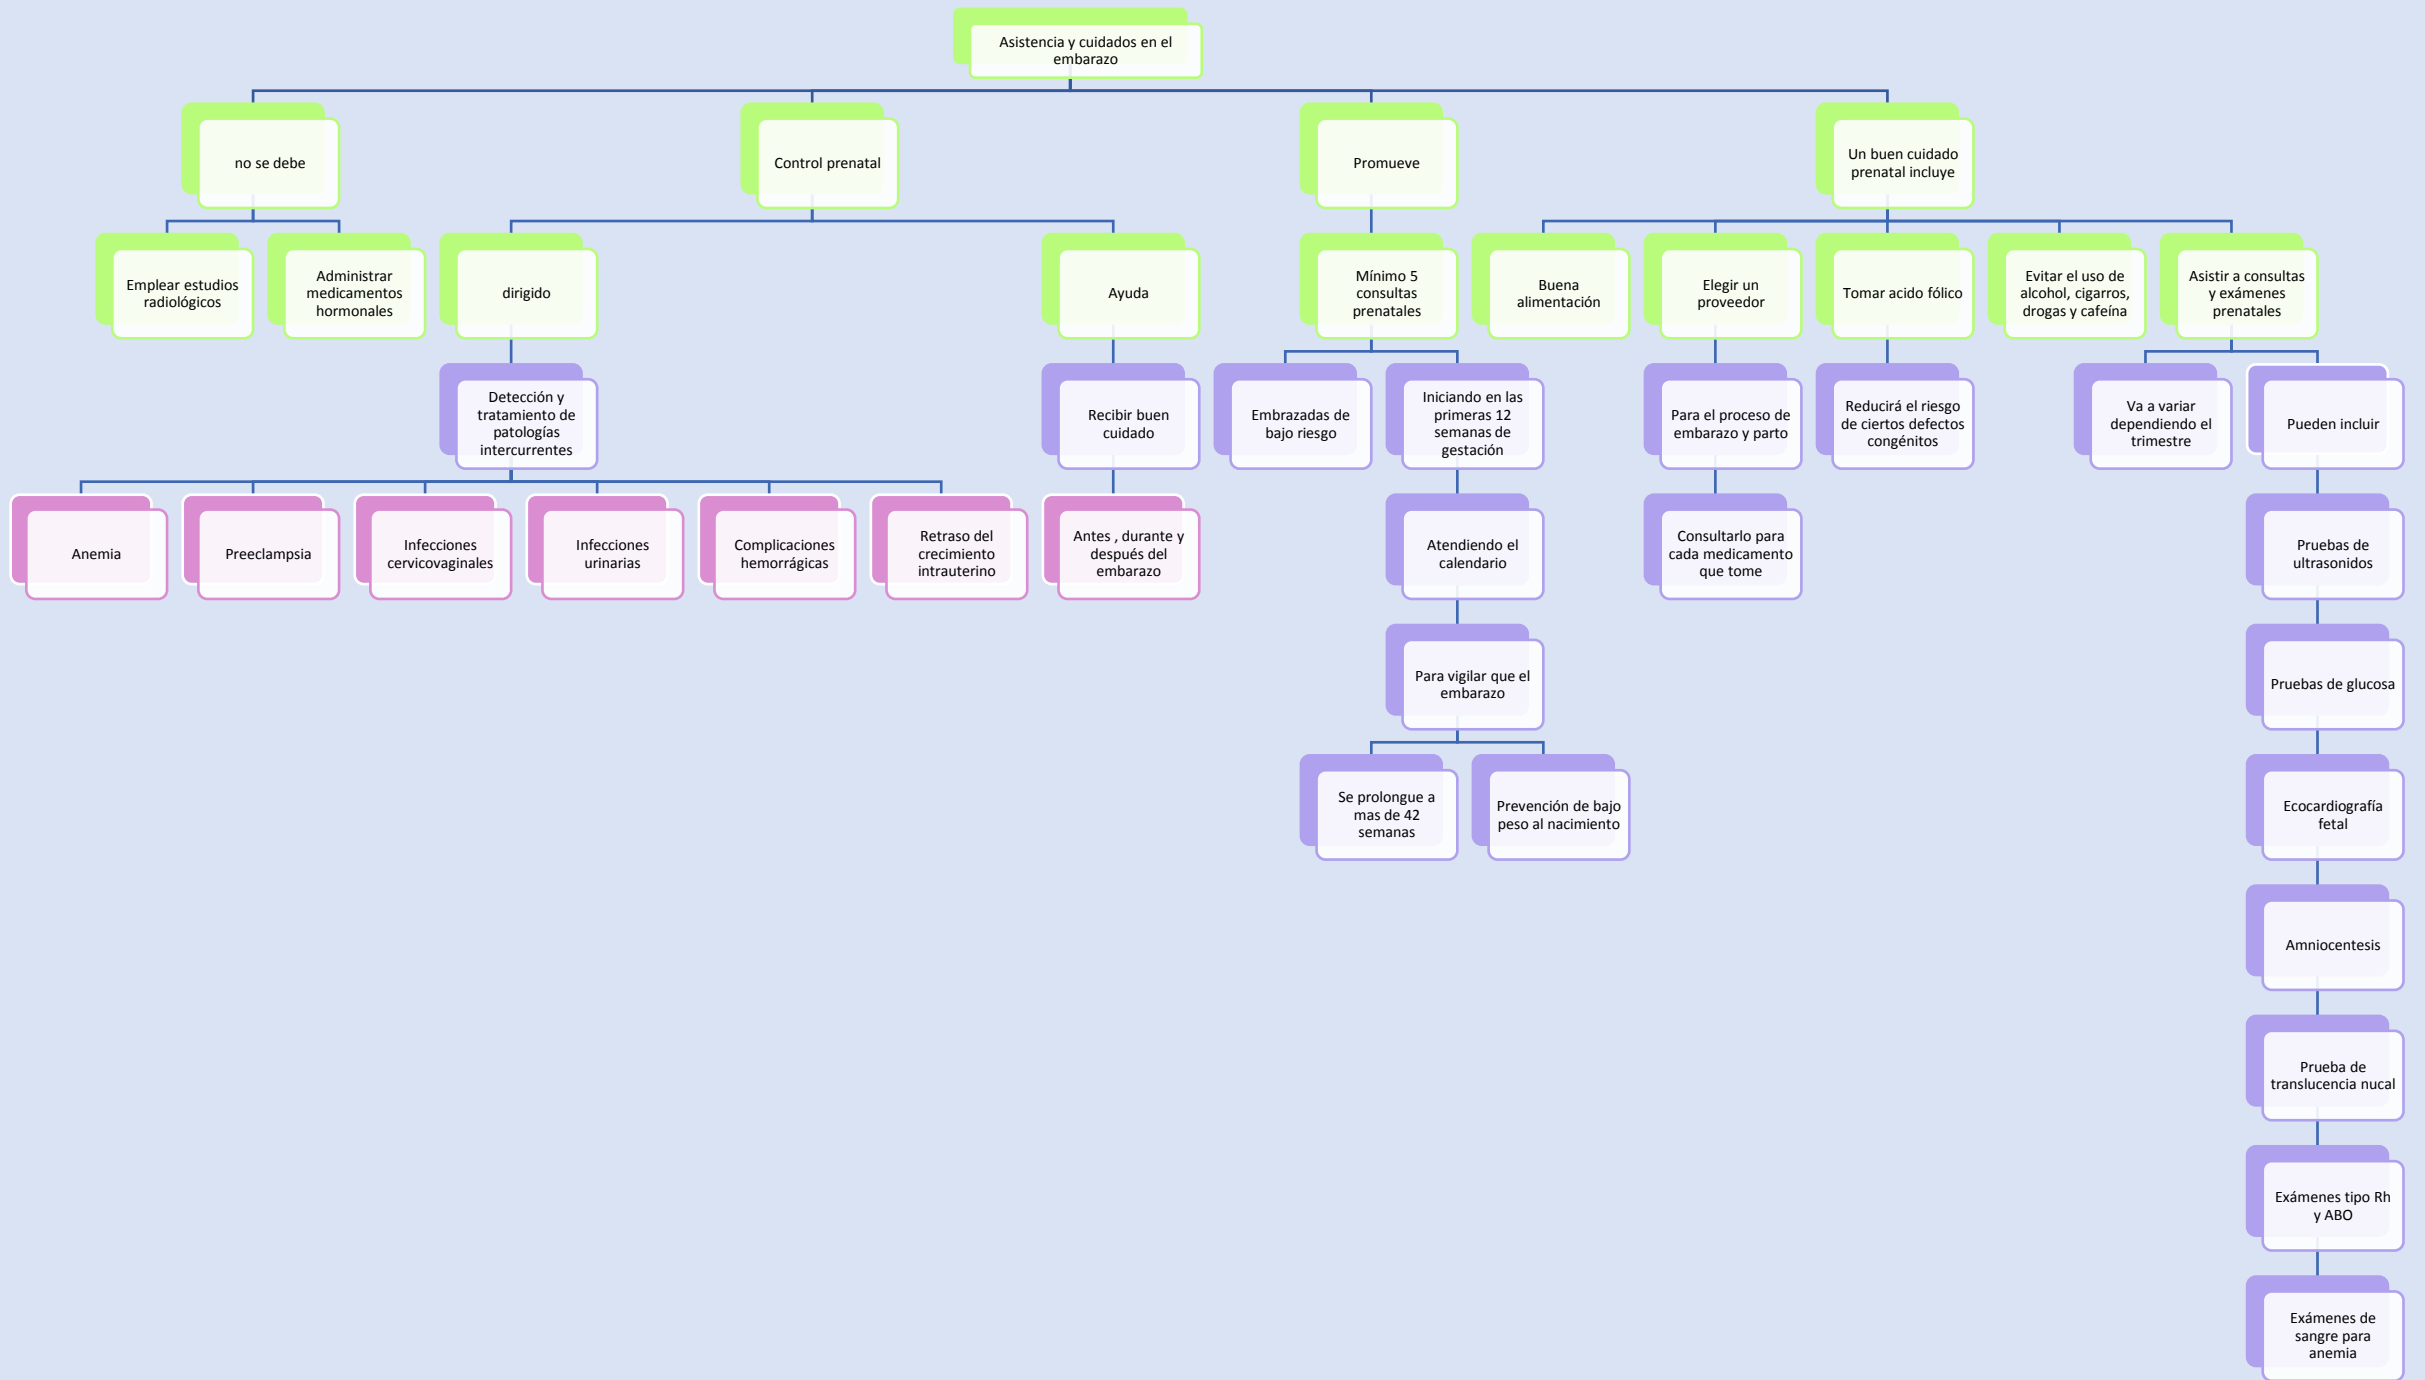 Asistencia y cuidados en el
embarazo
no se debe
Control prenatal
Promueve
Un buen cuidado
prenatal incluye
Emplear estudios
radiológicos
Administrar
medicamentos
hormonales
dirigido
Ayuda
Mínimo 5
consultas
prenatales
Buena
alimentación
Elegir un
proveedor
Tomar acido fólico
Evitar el uso de
alcohol, cigarros,
drogas y cafeína
Asistir a consultas
y exámenes
prenatales
Detección y
tratamiento de
patologías
intercurrentes
Recibir buen
cuidado
Embrazadas de
bajo riesgo
Iniciando en las
primeras 12
semanas de
gestación
Para el proceso de
embarazo y parto
Reducirá el riesgo
de ciertos defectos
congénitos
Va a variar
dependiendo el
trimestre
Pueden incluir
Anemia
Preeclampsia
Infecciones
cervicovaginales
Infecciones
urinarias
Complicaciones
hemorrágicas
Retraso del
crecimiento
intrauterino
Antes , durante y
después del
embarazo
Atendiendo el
calendario
Consultarlo para
cada medicamento
que tome
Pruebas de
ultrasonidos
Para vigilar que el
embarazo
Pruebas de glucosa
Se prolongue a
mas de 42
semanas
Prevención de bajo
peso al nacimiento
Ecocardiografía
fetal
Amniocentesis
Prueba de
translucencia nucal
Exámenes tipo Rh
y ABO
Exámenes de
sangre para
anemia